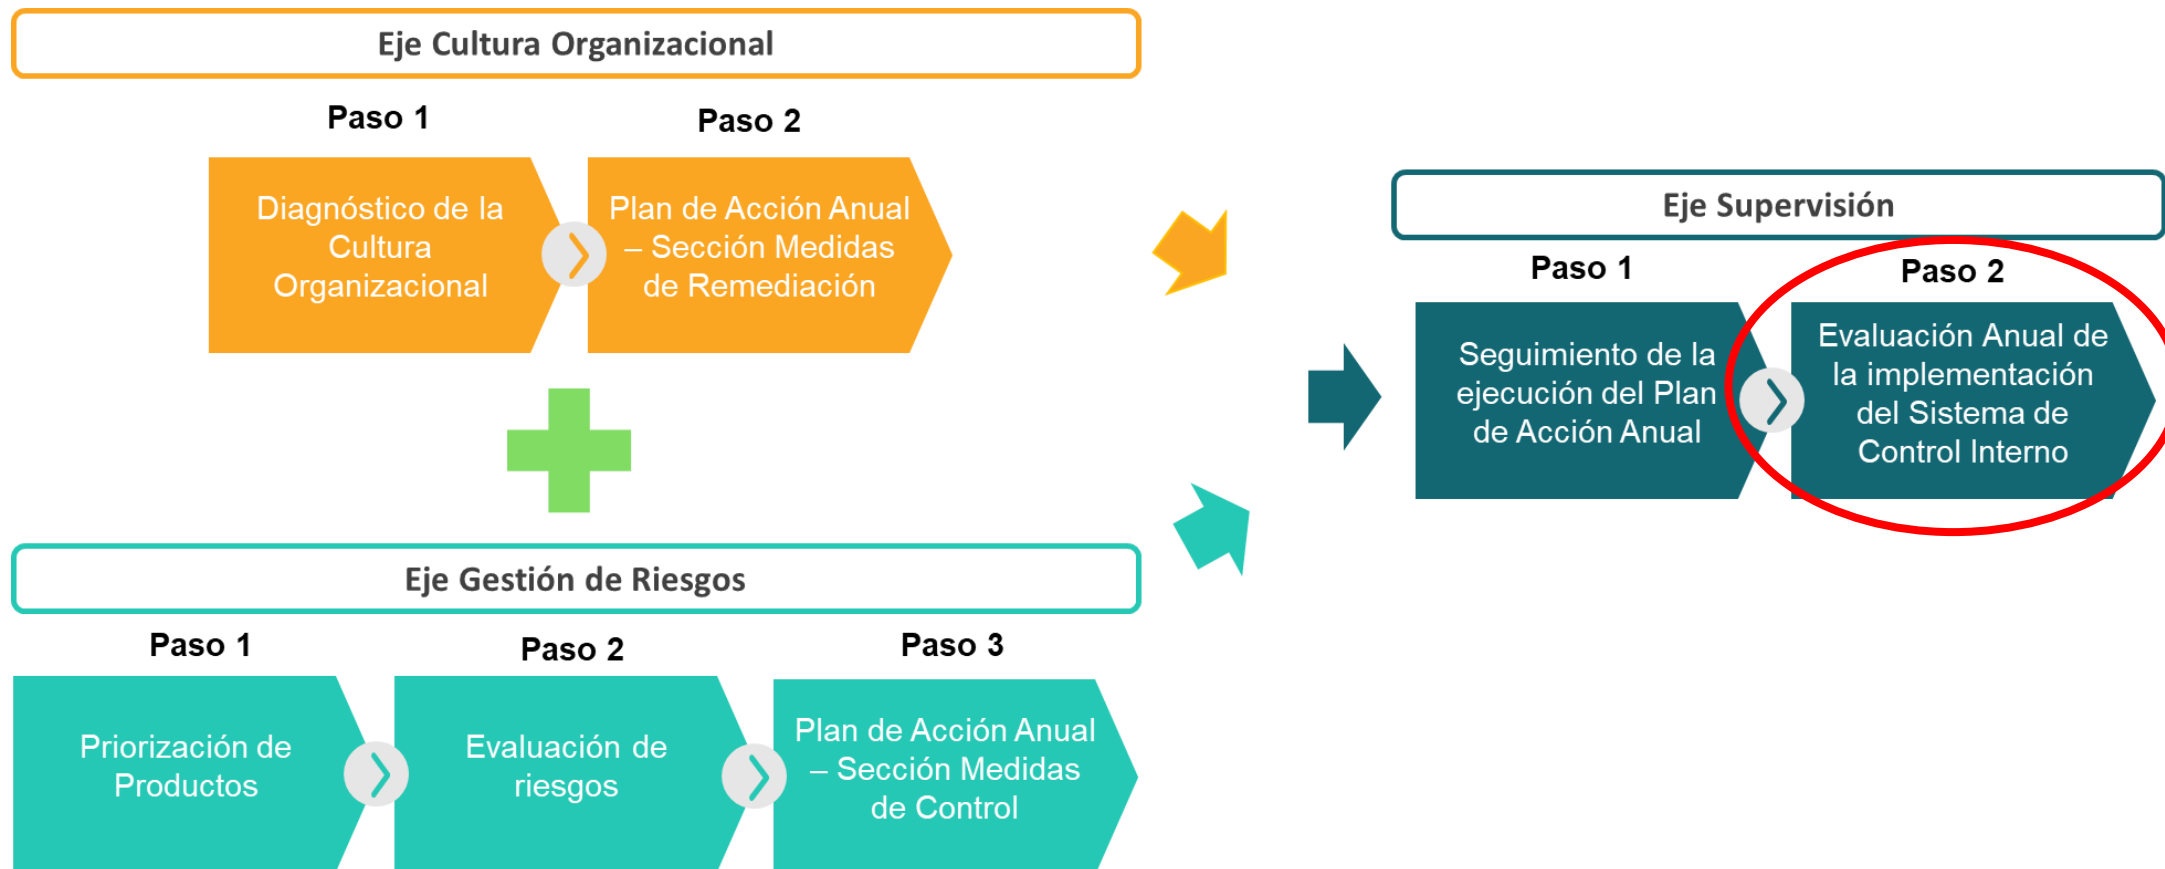 Eje Cultura Organizacional
Paso 1
Paso 2
Diagnóstico de la
Cultura
Organizacional
Plan de Acción Anual
– Sección Medidas
de Remediación
Eje Gestión de Riesgos
Paso 1
Paso 2
Paso 3
Priorización de
Productos
Evaluación de
riesgos
Plan de Acción Anual
– Sección Medidas
de Control
Eje Supervisión
Paso 1
Paso 2
Seguimiento de la
ejecución del Plan
de Acción Anual
Evaluación Anual de
la implementación
del Sistema de
Control Interno